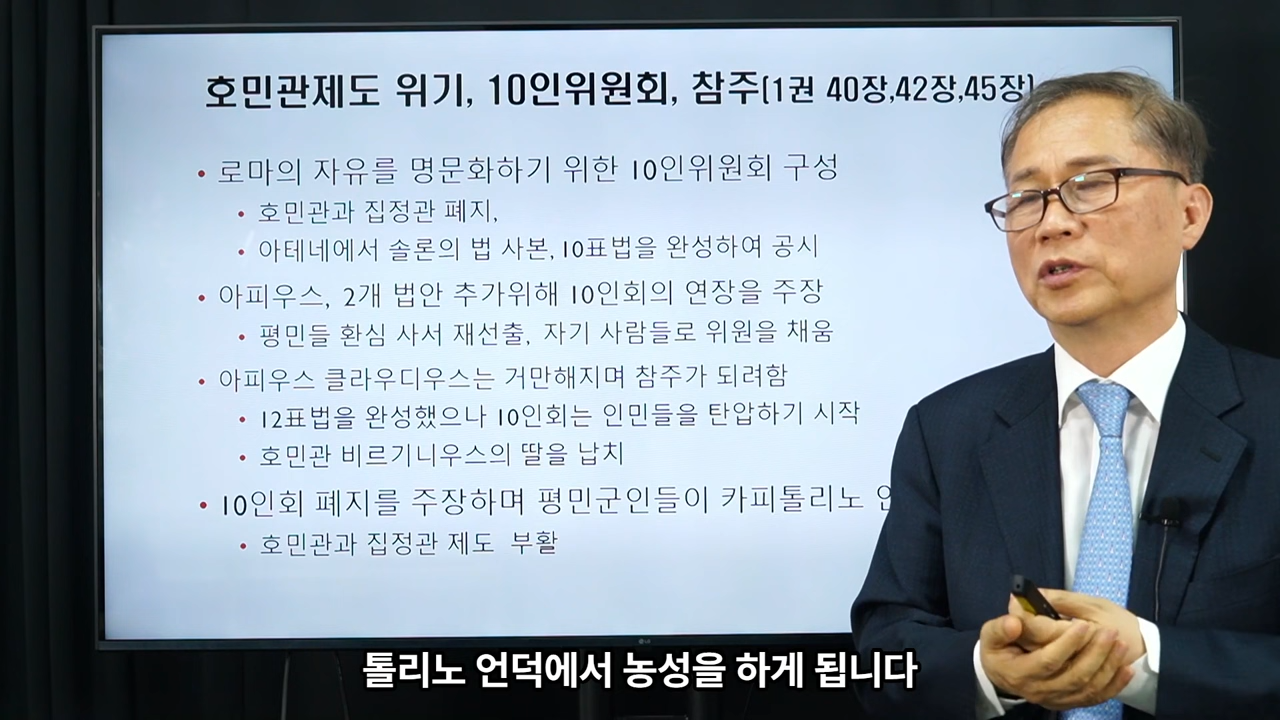 호민관제도 위기, 10인위원회, 참주(1권 40장,42장,45장)
• 로마의 자유를 명문화하기 위한 10인위원회 구성
• 호민관과 집정관 폐지,
• 아테네에서 솔론의 법 사본, 10표법을 완성하여 공시
• 아피우스, 2개 법안 추가위해 10인회의 연장을 주장
• 평민들 환심 사서 재선출, 자기 사람들로 위원을 채움
• 아피우스 클라우디우스는 거만해지며 참주가 되려함
• 12표법을 완성했으나 10인회는 인민들을 탄압하기 시작
• 호민관 비르기니우스의 딸을 납치
• 10인회 폐지를 주장하며 평민군인들이 카피톨리노
• 호민관과 집정관 제도 부활
LG
톨리노 언덕에서 농성을 하게 됩니다